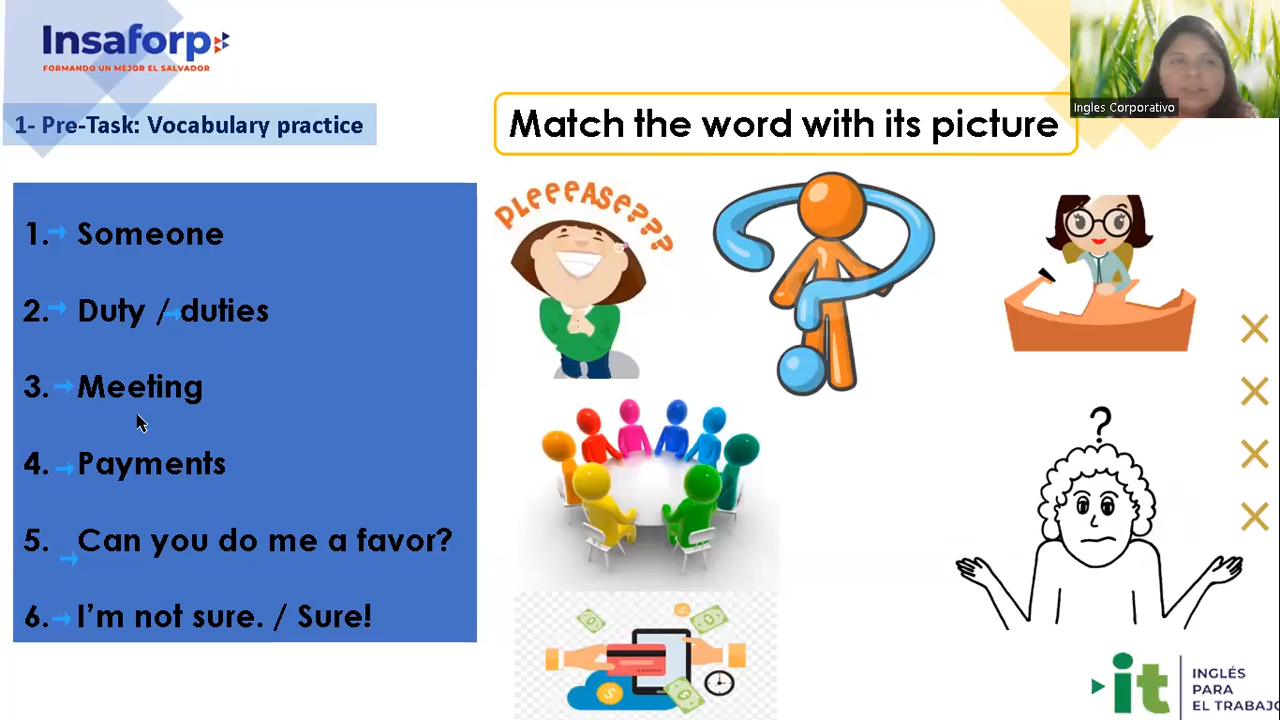 Insaforp
FORMANDO UN MEJOR EL SALVADOR
Ingles Corporativo
1- Pre-Task: Vocabulary practice
Match the word with its picture
PLEEEASE???
1. Someone
2. Duty / duties
3. Meeting
4. Payments
5. Can you do me a favor?
6. I'm not sure. / Sure!
?
it
INGLÉS
PARA
EL TRABAJO